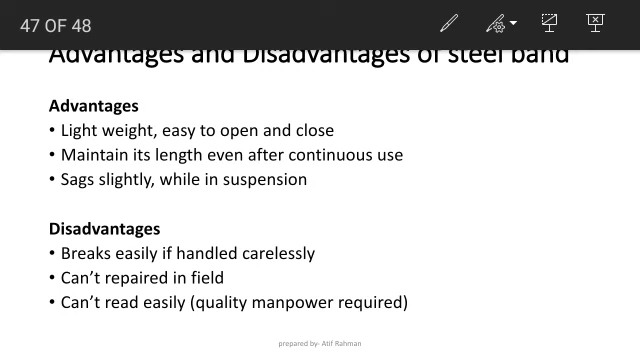 47 OF 48
Advantages and Disadvantages of steel band
Advantages
• Light weight, easy to open and close
• Maintain its length even after continuous use
• Sags slightly, while in suspension
Disadvantages
• Breaks easily if handled carelessly
• Can’t repaired in field
• Can’t read easily (quality manpower required)
prepared by- Atif Rahman